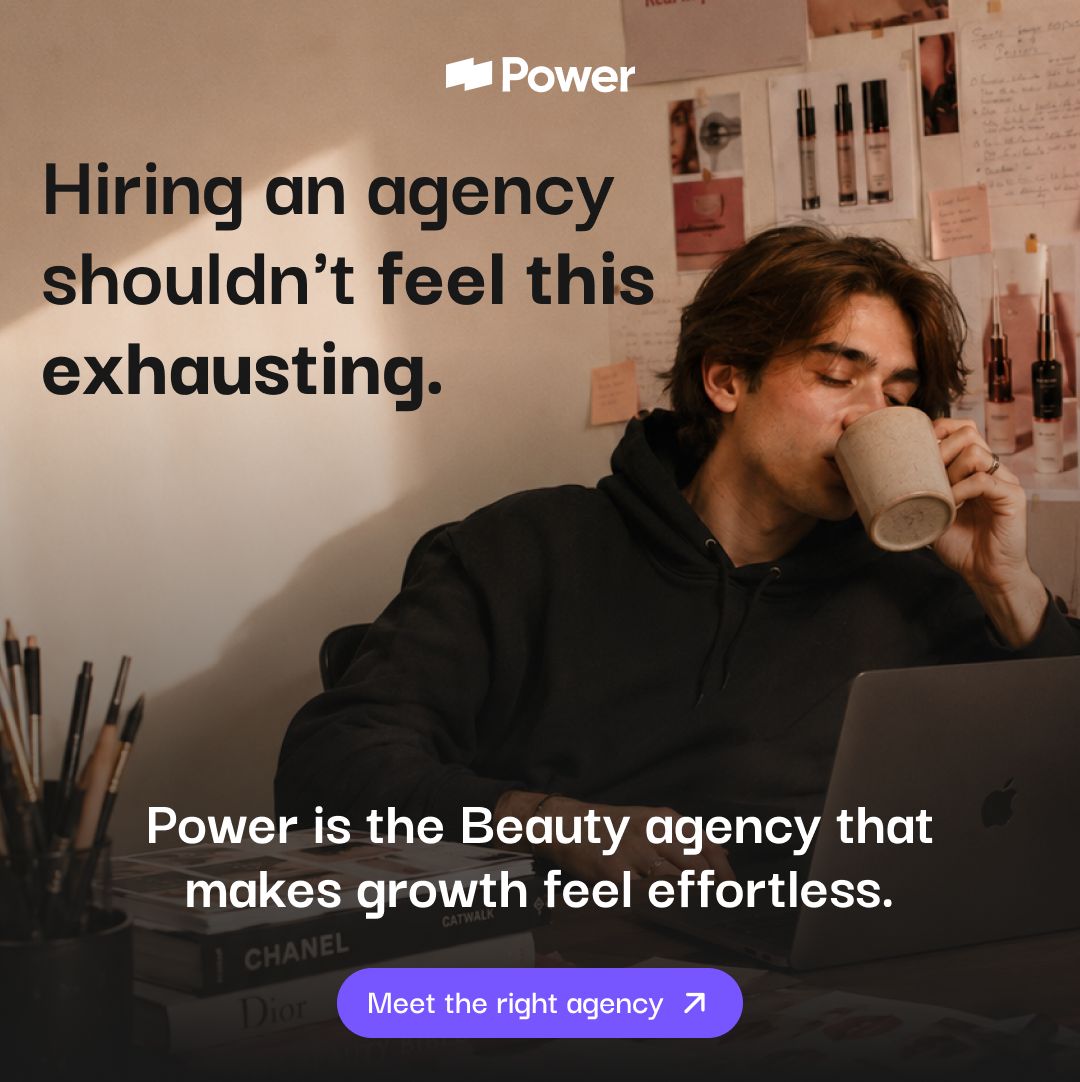 Power
Hiring an agency
shouldn’t feel this
exhausting.
Power is the Beauty agency that
makes growth feel effortless.
CATWALK
CHANEL
Dior
Meet the right agency